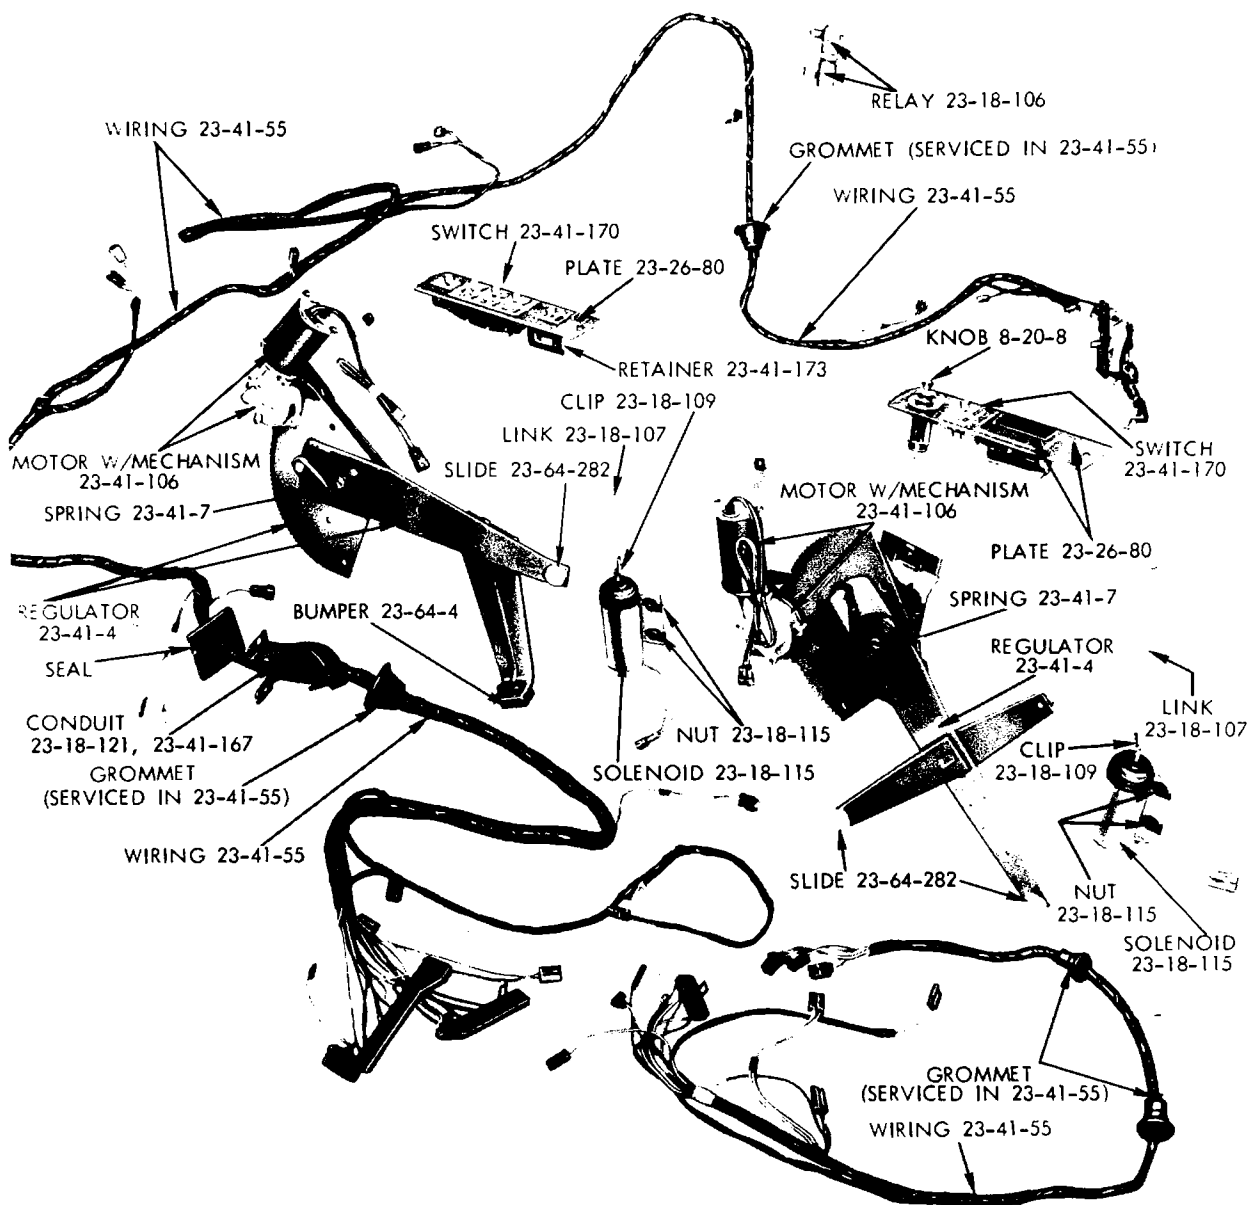 RELAY 23-18-106
WIRING 23-41-55
GROMMET (SERVICED IN 23-41-55)
WIRING 23-41-55
SWITCH 23-41-170
PLATE 23-26-80
KNOB 8-20-8
RETAINER 23-41-173
CLIP 23-18-109
LINK 23-18-107
SLIDE 23-64-282
MOTOR W/MECHANISM
23-41-106
SPRING 23-41-7
SWITCH
23-41-170
MOTOR W/MECHANISM
23-41-106
PLATE 23-26-80
REGULATOR
23-41-4
BUMPER 23-64-4
SPRING 23-41-7
REGULATOR
23-41-4
SEAL
CONDUIT
23-18-121, 23-41-167
GROMMET
(SERVICED IN 23-41-55)
NUT 23-18-115
SOLENOID 23-18-115
LINK
23-18-107
CLIP
23-18-109
WIRING 23-41-55
SLIDE 23-64-282
NUT
23-18-115
SOLENOID
23-18-115
GROMMET
(SERVICED IN 23-41-55)
WIRING 23-41-55